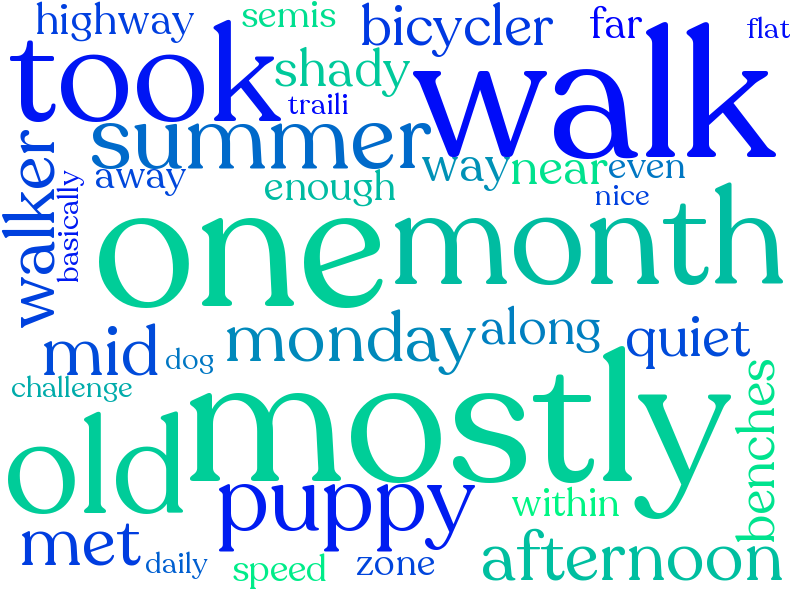 highway
semis
bicycler
far
flat
took
shady
walk
traili
summer
walker
basically
away
enough
way
near
even
nice
one
month
monday
along
quiet
mid
dog
challenge
mostly
old
benches
puppy
within
met
daily
speed
zone
afternoon